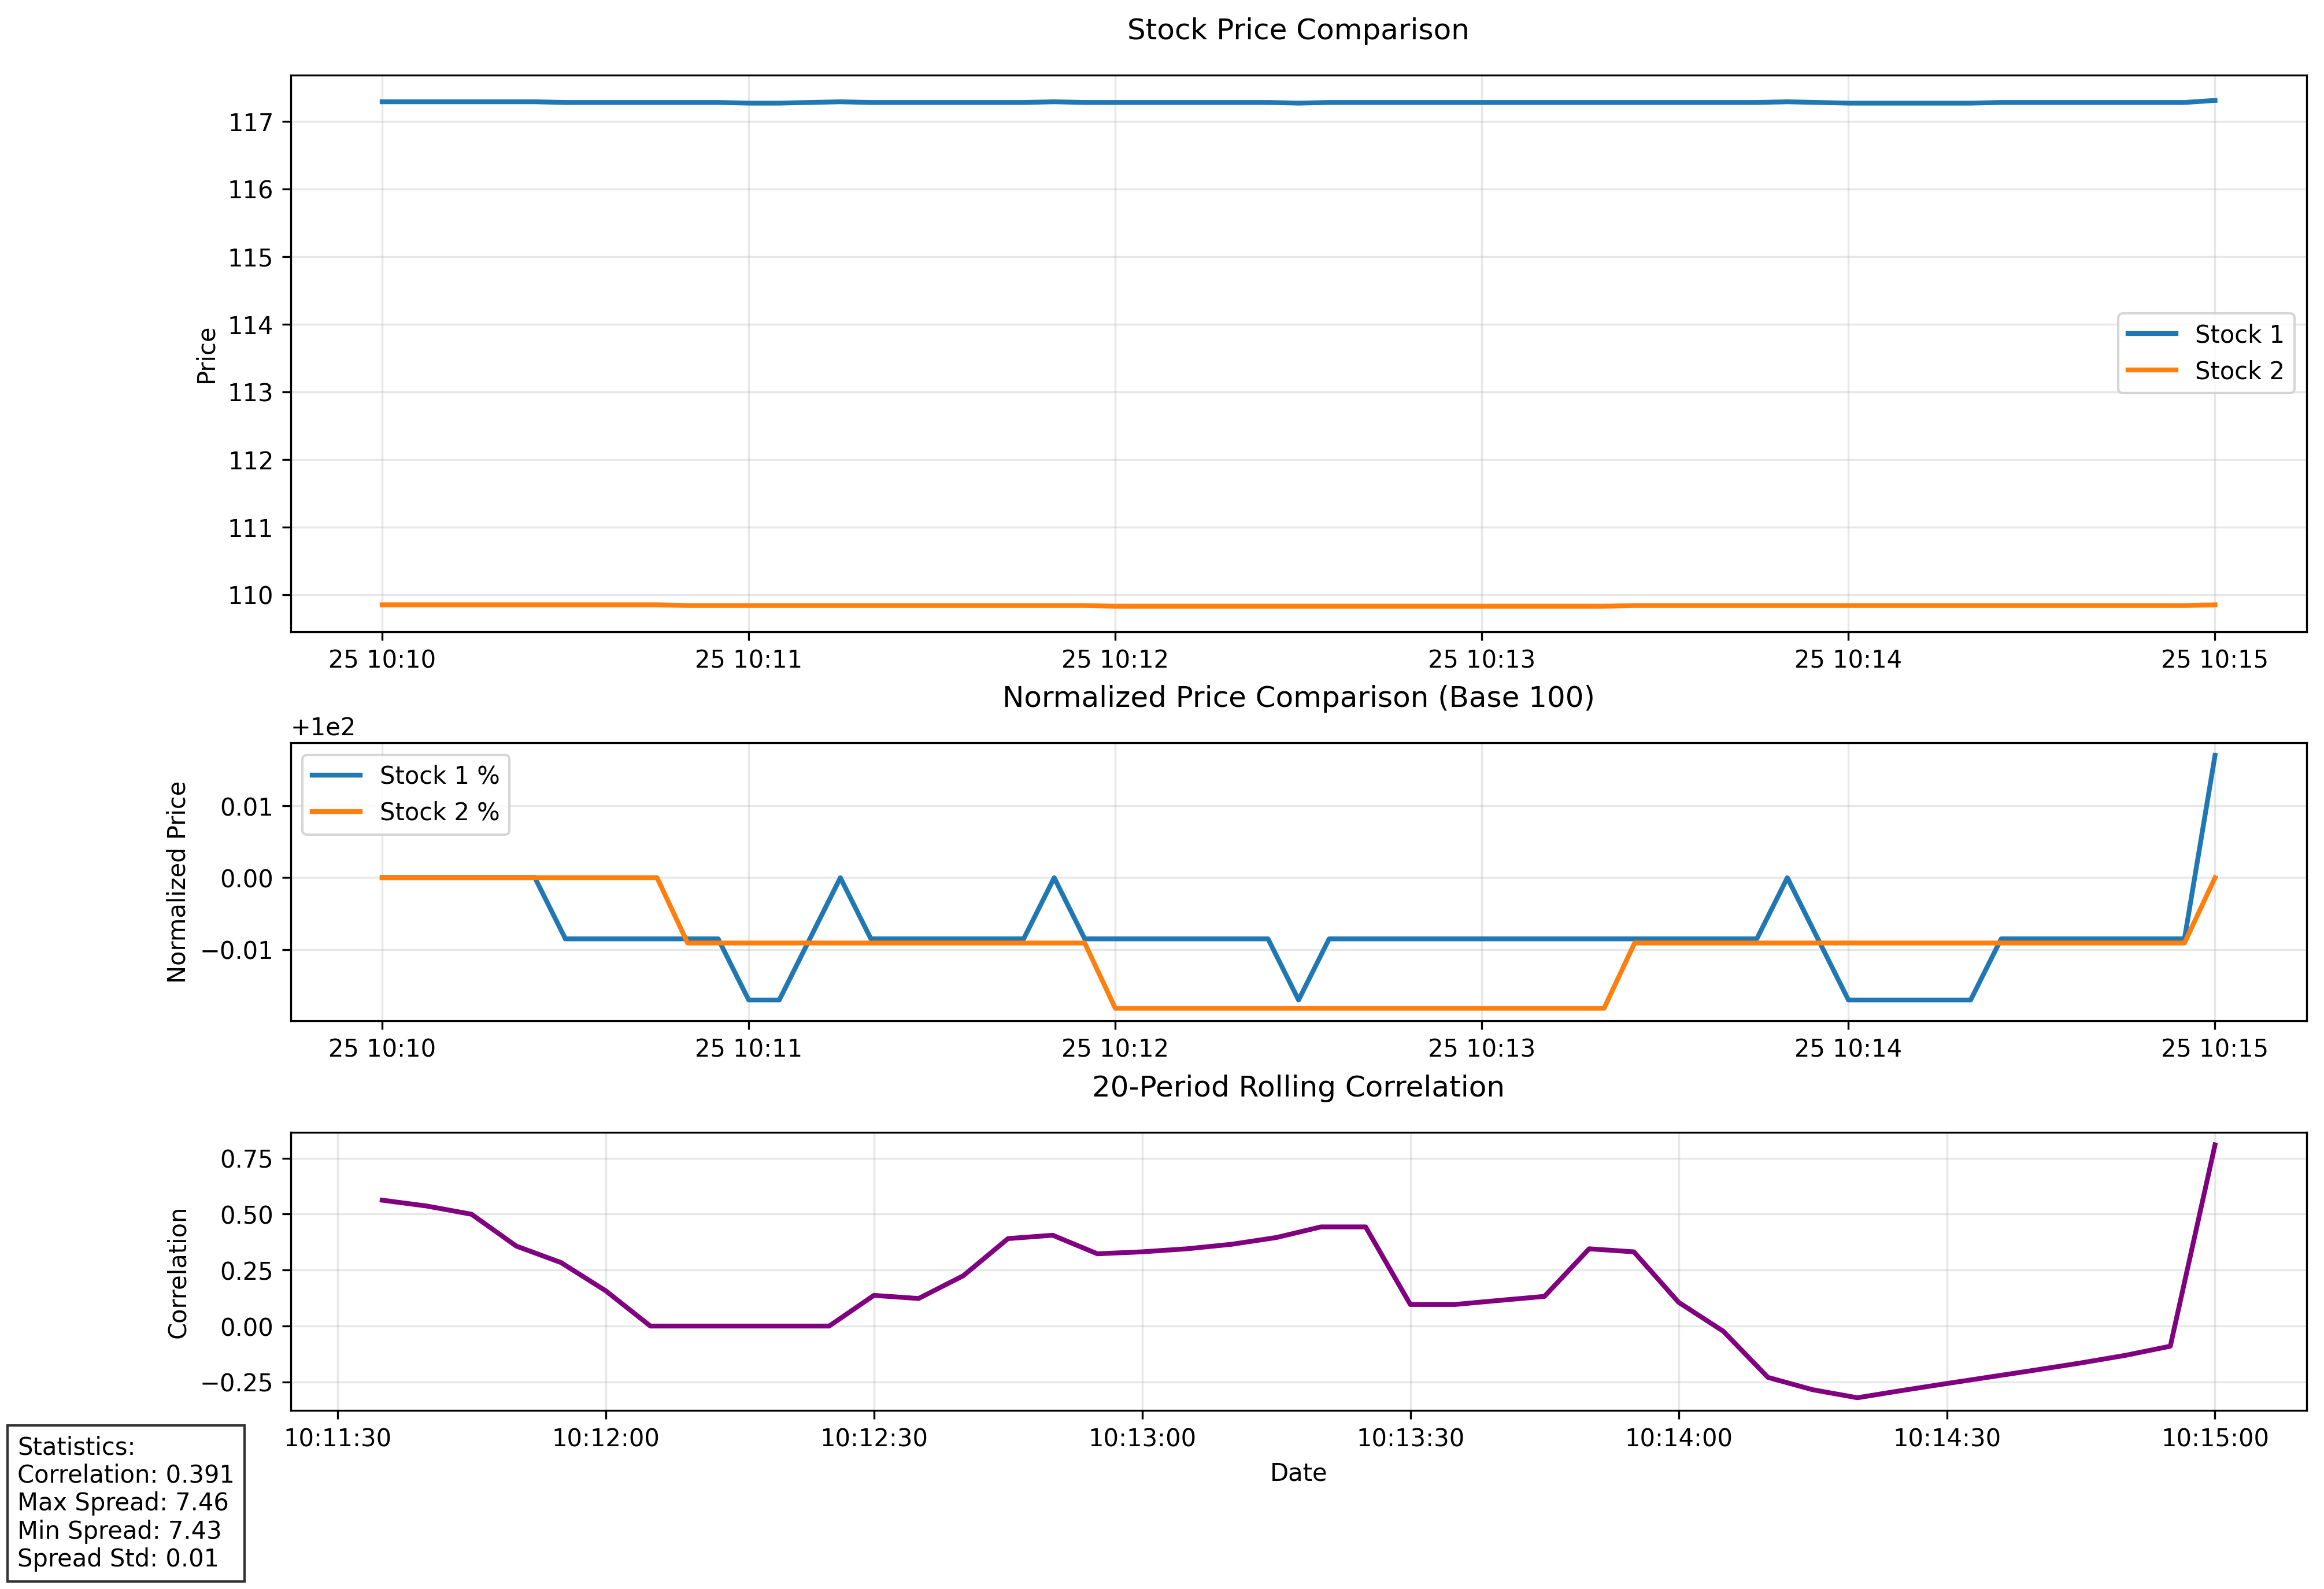 Stock Price Comparison
117
116
115
114
113
112
111
110
Price
Stock 1
Stock 2
25 10:10 25 10:11 25 10:12 25 10:13 25 10:14 25 10:15
Normalized Price Comparison (Base 100)
+1e2
Stock 1 %
Stock 2 %
0.01
0.00
−0.01
Normalized Price
25 10:10 25 10:11 25 10:12 25 10:13 25 10:14 25 10:15
20-Period Rolling Correlation
0.75
0.50
0.25
0.00
−0.25
Correlation
10:11:30 10:12:00 10:12:30 10:13:00 10:13:30 10:14:00 10:14:30 10:15:00
Date
Statistics:
Correlation: 0.391
Max Spread: 7.46
Min Spread: 7.43
Spread Std: 0.01